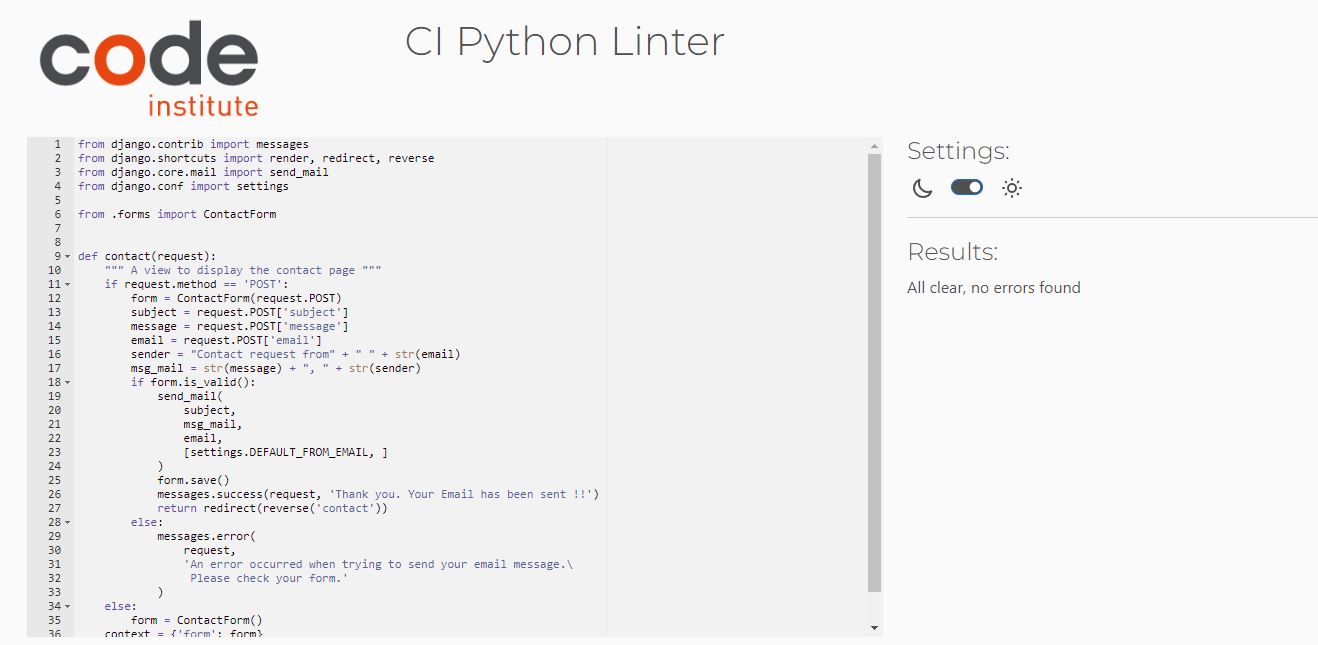 code
institute
CI Python Linter
1 from django.contrib import messages
2 from django.shortcuts import render, redirect, reverse
3 from django.core.mail import send_mail
4 from django.conf import settings
5
6 from .forms import ContactForm
7
8
9 def contact(request):
10     """ A view to display the contact page """
11     if request.method == 'POST':
12         form = ContactForm(request.POST)
13         subject = request.POST['subject']
14         message = request.POST['message']
15         email = request.POST['email']
16         sender = "Contact request from" + " " + str(email)
17         msg_mail = str(message) + ", " + str(sender)
18         if form.is_valid():
19             send_mail(
20                 subject,
21                 msg_mail,
22                 email,
23                 [settings.DEFAULT_FROM_EMAIL, ]
24             )
25             form.save()
26             messages.success(request, 'Thank you. Your Email has been sent !!')
27             return redirect(reverse('contact'))
28         else:
29             messages.error(
30                 request,
31                 'An error occurred when trying to send your email message.\
32                  Please check your form.'
33             )
34     else:
35         form = ContactForm()
36     context = {'form': form}
Settings:
Results:
All clear, no errors found